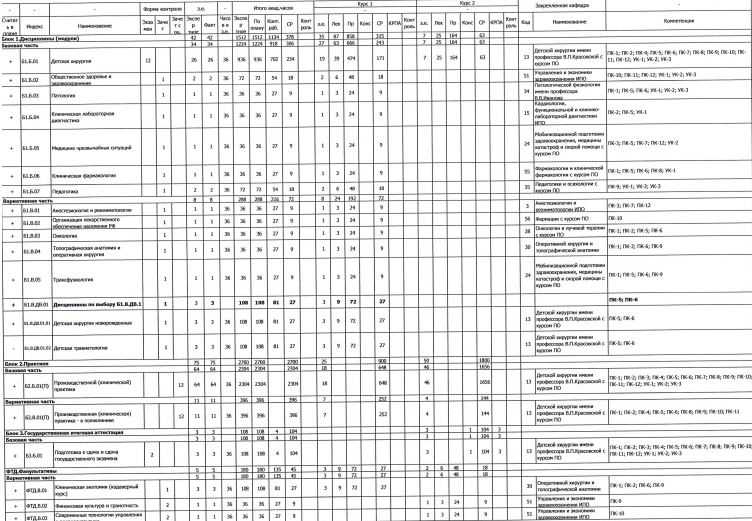 - - - Форма контроля з.е. - Итого акад.часов Курс 1 Курс 2 Закрепленная кафедра -
Считать в плане Индекс Наименование Экзамен Зачет Зачет с оц. Экспертное Факт Часов в з.е. Экспертное По плану Конт. раб. СР Контроль з.е. Лек Пр Конс СР КРПА Контроль з.е. Лек Пр Конс СР КРПА Контроль Код Наименование Компетенции
Блок 1.Дисциплины (модули) 42 42 1512 1512 1134 378 35 87 858 315 7 25 164 63
Базовая часть 34 34 1224 1224 918 306 27 63 666 243 7 25 164 63
+ Б1.Б.01 Детская хирургия 12 26 26 36 936 936 702 234 19 39 474 171 7 25 164 63 13 Детской хирургии имени профессора В.П.Красовской с курсом ПО ПК-1; ПК-2; ПК-4; ПК-5; ПК-6; ПК-7; ПК-8; ПК-9; ПК-10; ПК-11; ПК-12; УК-1; УК-2; УК-3
+ Б1.Б.02 Общественное здоровье и здравоохранение 1 2 2 36 72 72 54 18 2 6 48 18 51 Управления и экономики здравоохранения ИПО ПК-10; ПК-11; ПК-12; УК-1; УК-2; УК-3
+ Б1.Б.03 Патология 1 1 1 36 36 36 27 9 1 3 24 9 34 Патологической физиологии имени профессора В.В.Иванова ПК-1; ПК-5; ПК-6; УК-1; УК-2; УК-3
+ Б1.Б.04 Клиническая лабораторная диагностика 1 1 1 36 36 36 27 9 1 3 24 9 15 Кардиологии, функциональной и клинико-лабораторной диагностики ИПО ПК-2; ПК-5; УК-1
+ Б1.Б.05 Медицина чрезвычайных ситуаций 1 1 1 36 36 36 27 9 1 3 24 9 24 Мобилизационной подготовки здравоохранения, медицины катастроф и скорой помощи с курсом ПО ПК-3; ПК-5; ПК-7; ПК-12; УК-2
+ Б1.Б.06 Клиническая фармакология 1 1 1 36 36 36 27 9 1 3 24 9 55 Фармакологии и клинической фармакологии с курсом ПО ПК-1; ПК-5; ПК-6; ПК-8; УК-1
+ Б1.Б.07 Педагогика 1 2 2 36 72 72 54 18 2 6 48 18 35 Педагогики и психологии с курсом ПО ПК-9; УК-1; УК-2; УК-3
Вариативная часть 8 8 288 288 216 72 8 24 192 72
+ Б1.В.01 Анестезиология и реаниматология 1 1 1 36 36 36 27 9 1 3 24 9 3 Анестезиологии и реаниматологии ИПО ПК-3; ПК-7; ПК-12
+ Б1.В.02 Организация лекарственного обеспечения населения РФ 1 1 1 36 36 36 27 9 1 3 24 9 56 Фармации с курсом ПО ПК-10
+ Б1.В.03 Онкология 1 1 1 36 36 36 27 9 1 3 24 9 28 Онкологии и лучевой терапии с курсом ПО ПК-1; ПК-2; ПК-5; ПК-6
+ Б1.В.04 Топографическая анатомия и оперативная хирургия 1 1 1 36 36 36 27 9 1 3 24 9 30 Оперативной хирургии и топографической анатомии ПК-1; ПК-2; ПК-6; ПК-9
+ Б1.В.05 Трансфузиология 1 1 1 36 36 36 27 9 1 3 24 9 24 Мобилизационной подготовки здравоохранения, медицины катастроф и скорой помощи с курсом ПО ПК-1; ПК-5; ПК-6; ПК-9
+ Б1.В.ДВ.01 Дисциплины по выбору Б1.В.ДВ.1 1 3 3 108 108 81 27 3 9 72 27 ПК-5; ПК-6
+ Б1.В.ДВ.01.01 Детская хирургия новорожденных 1 3 3 36 108 108 81 27 3 9 72 27 13 Детской хирургии имени профессора В.П.Красовской с курсом ПО ПК-5; ПК-6
- Б1.В.ДВ.01.02 Детская травматология 1 3 3 36 108 108 81 27 3 9 72 27 13 Детской хирургии имени профессора В.П.Красовской с курсом ПО ПК-5; ПК-6
Блок 2.Практики 75 75 2700 2700 2700 25 900 50 1800
Базовая часть 64 64 2304 2304 2304 18 648 46 1656
+ Б2.Б.01(П) Производственной (клинической) практика 12 64 64 36 2304 2304 2304 18 648 46 1656 13 Детской хирургии имени профессора В.П.Красовской с курсом ПО ПК-1; ПК-2; ПК-3; ПК-4; ПК-5; ПК-6; ПК-7; ПК-8; ПК-9; ПК-10; ПК-11; ПК-12; УК-1; УК-2; УК-3
Вариативная часть 11 11 396 396 396 7 252 4 144
+ Б2.В.01(П) Производственная (клиническая) практика - в поликлинике 12 11 11 36 396 396 396 7 252 4 144 13 Детской хирургии имени профессора В.П.Красовской с курсом ПО ПК-1; ПК-2; ПК-4; ПК-5; ПК-6; ПК-8; ПК-9; ПК-10; ПК-11
Блок 3.Государственная итоговая аттестация 3 3 108 108 4 104 3 1 104 3
Базовая часть 3 3 108 108 4 104 3 1 104 3
+ Б3.Б.01 Подготовка к сдаче и сдача государственного экзамена 2 3 3 36 108 108 4 104 3 1 104 3 13 Детской хирургии имени профессора В.П.Красовской с курсом ПО ПК-1; ПК-2; ПК-3; ПК-4; ПК-5; ПК-6; ПК-7; ПК-8; ПК-9; ПК-10; ПК-11; ПК-12; УК-1; УК-2; УК-3
ФТД.Факультативы 5 5 180 180 135 45 3 9 72 27 2 6 48 18
Вариативная часть 5 5 180 180 135 45 3 9 72 27 2 6 48 18
+ ФТД.В.01 Клиническая анатомия (кадаверный курс) 1 3 3 36 108 108 81 27 3 9 72 27 30 Оперативной хирургии и топографической анатомии ПК-1; ПК-2; ПК-6; ПК-9
+ ФТД.В.02 Финансовая культура и грамотность 2 1 1 36 36 36 27 9 1 3 24 9 51 Управления и экономики здравоохранения ИПО ПК-9
+ ФТД.В.03 Современные технологии управления 2 1 1 36 36 36 27 9 1 3 24 9 51 Управления и экономики здравоохранения ИПО ПК-10